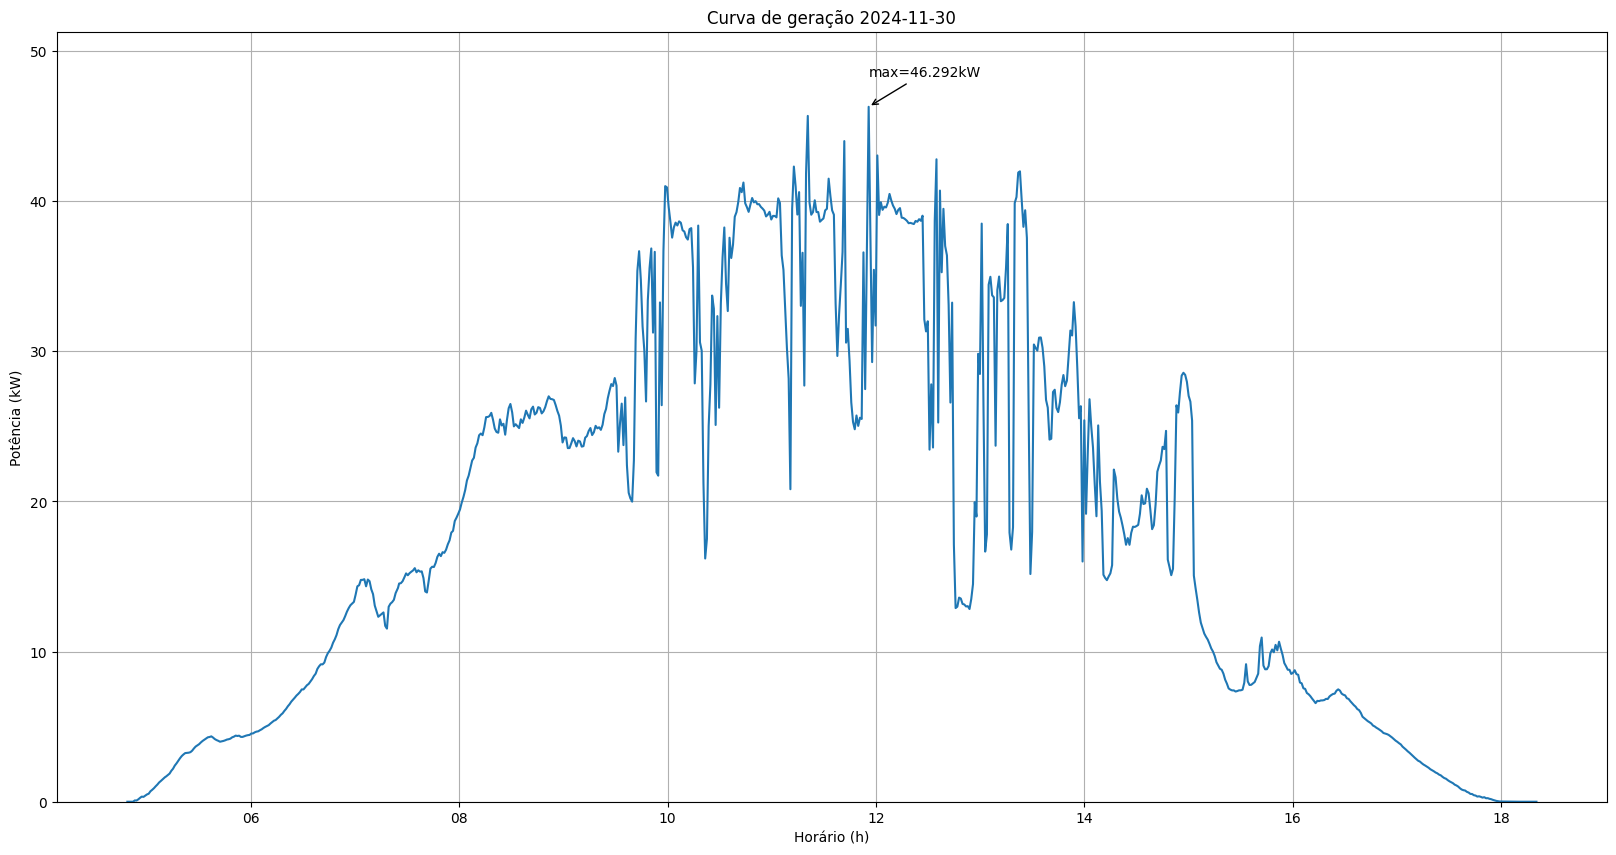 Curva de geração 2024-11-30
max=46.292kW
Potência (kW)
50
40
30
20
10
0
06 08 10 12 14 16 18
Horário (h)